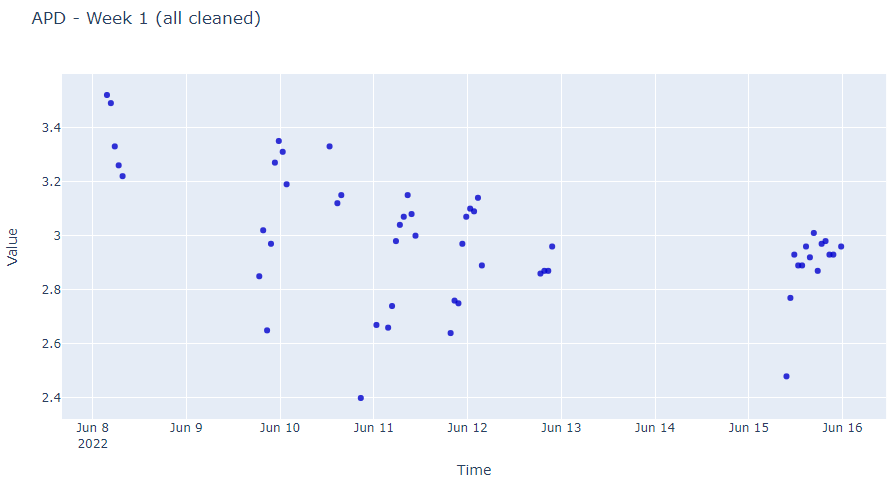 APD - Week 1 (all cleaned)
Value
3.4
3.2
3
2.8
2.6
2.4
Jun 8 Jun 9 Jun 10 Jun 11 Jun 12 Jun 13 Jun 14 Jun 15 Jun 16
2022
Time